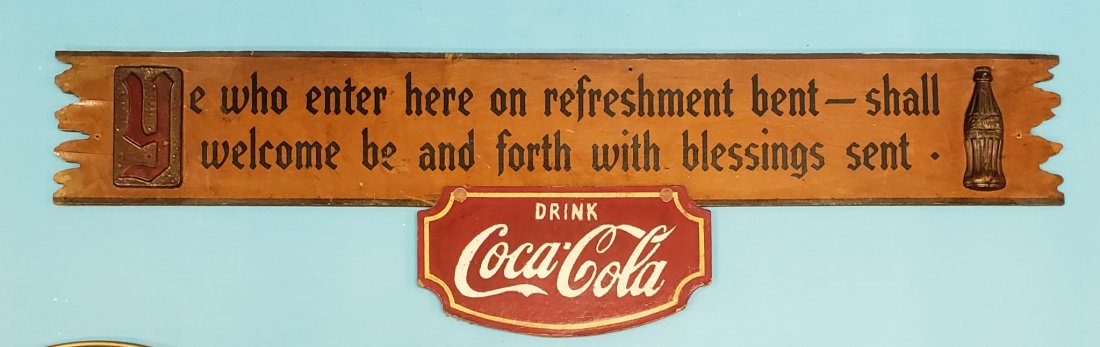 Ye who enter here on refreshment bent — shall
welcome be and forth with blessings sent .
DRINK
Coca-Cola